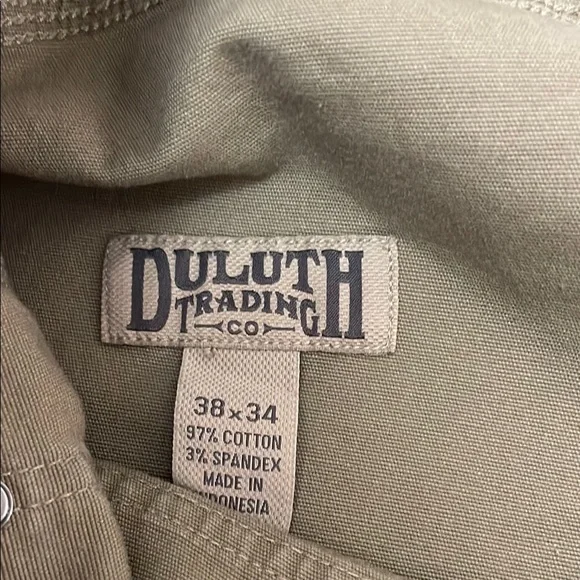 DULUTH
TRADING
CO
38 x 34
97% COTTON
3% SPANDEX
MADE IN
INDONESIA